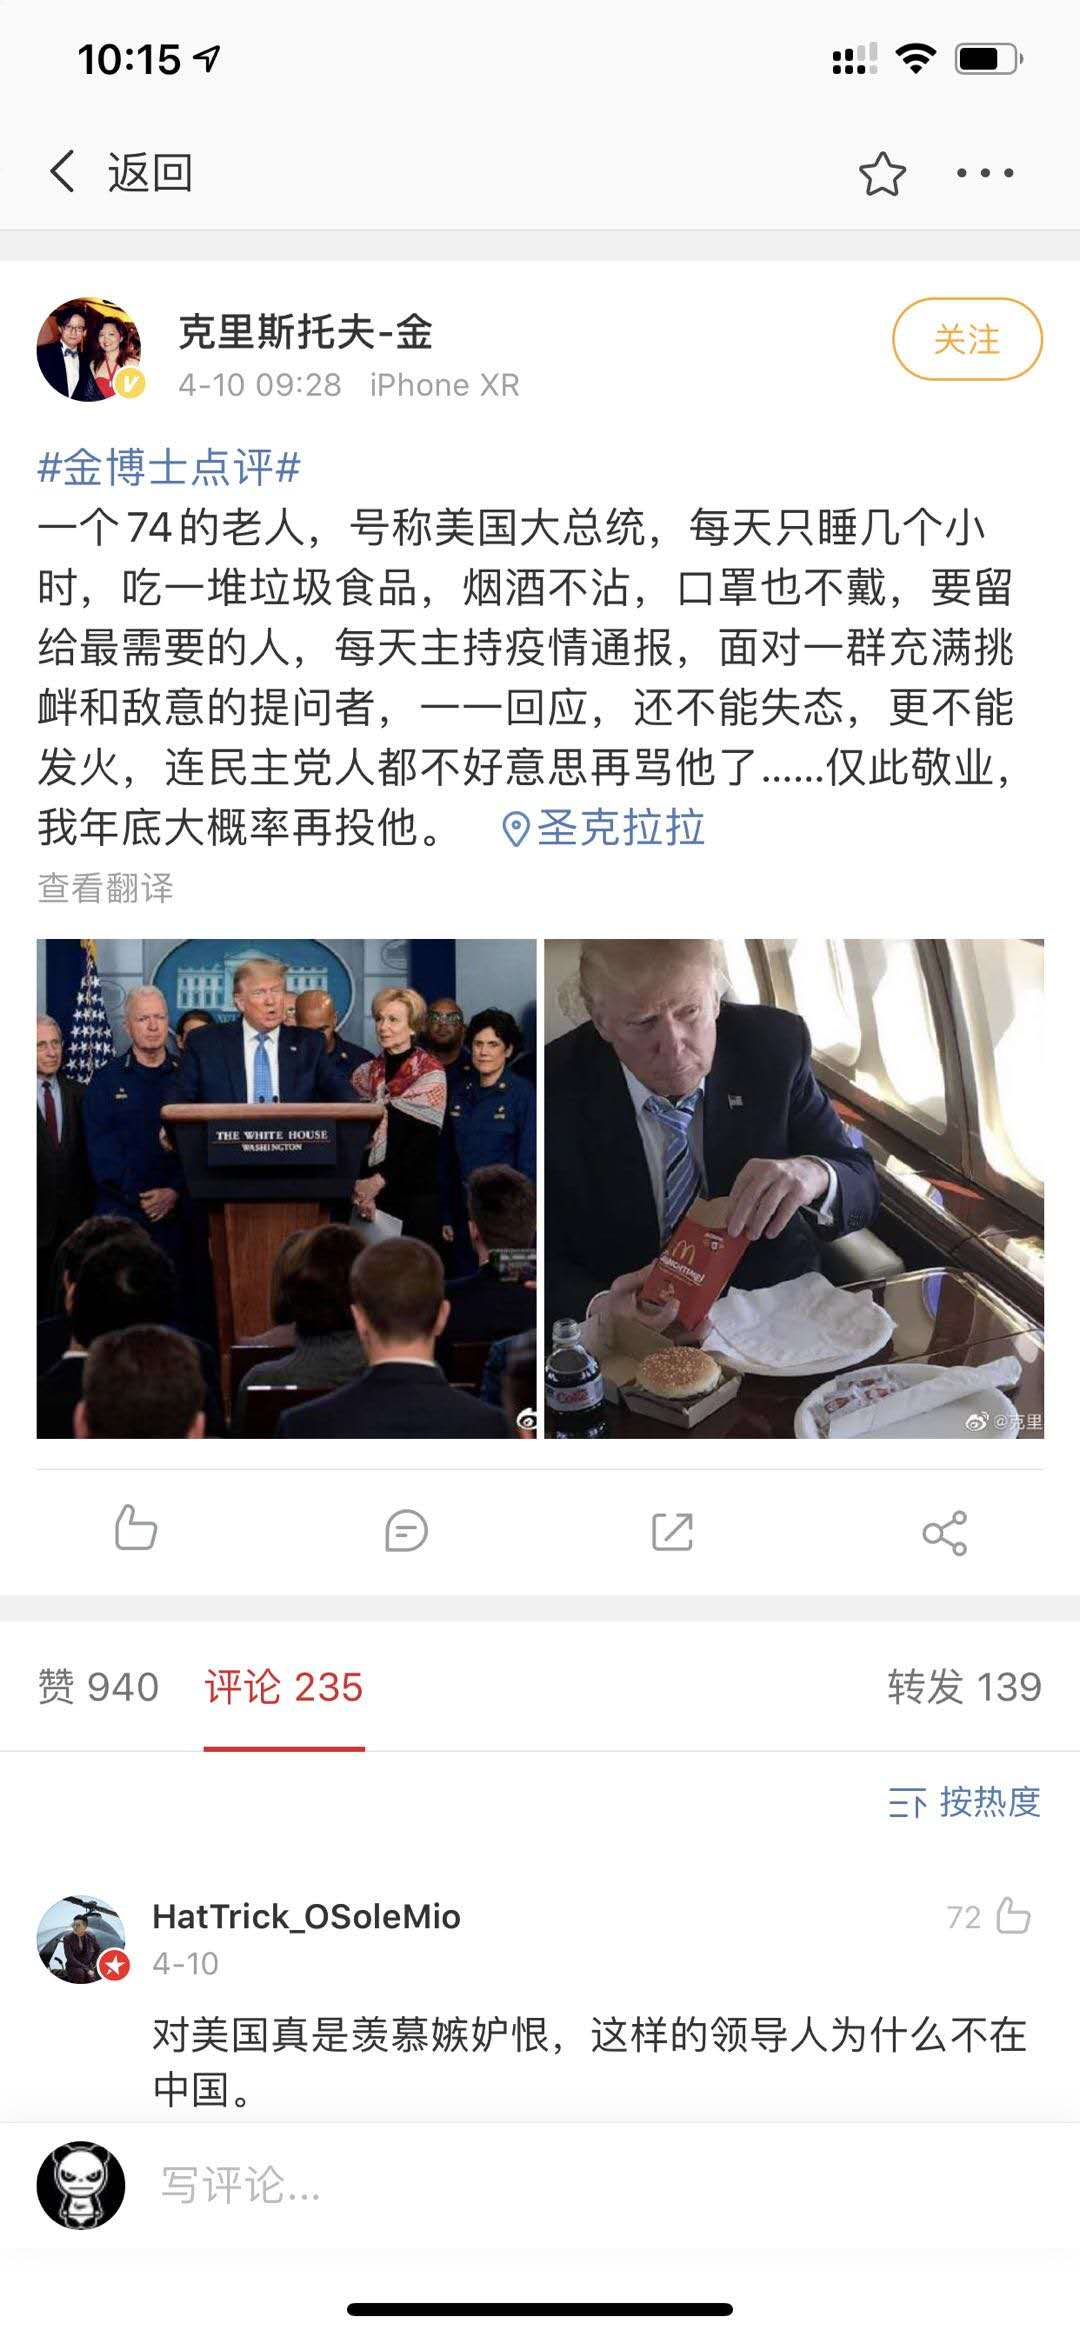 10:15
返回
克里斯托夫-金
4-10 09:28 iPhone XR
关注
#金博士点评#
一个74的老人，号称美国大总统，每天只睡几个小
时，吃一堆垃圾食品，烟酒不沾，口罩也不戴，要留
给最需要的人，每天主持疫情通报，面对一群充满挑
衅和敌意的提问者，一一回应，还不能失态，更不能
发火，连民主党人都不好意思再骂他了......仅此敬业，
我年底大概率再投他。 圣克拉拉
查看翻译
THE WHITE HOUSE
WASHINGTON
@克里
赞 940 评论 235 转发 139
按热度
HatTrick_OSoleMio
72
4-10
对美国真是羡慕嫉妒恨，这样的领导人为什么不在
中国。
写评论...